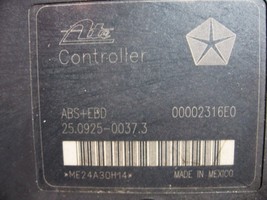 Ate
Controller
ABS+EBD 00002316E0
25.0925-0037.3
*ME24A30H14*
MADE IN MEXICO